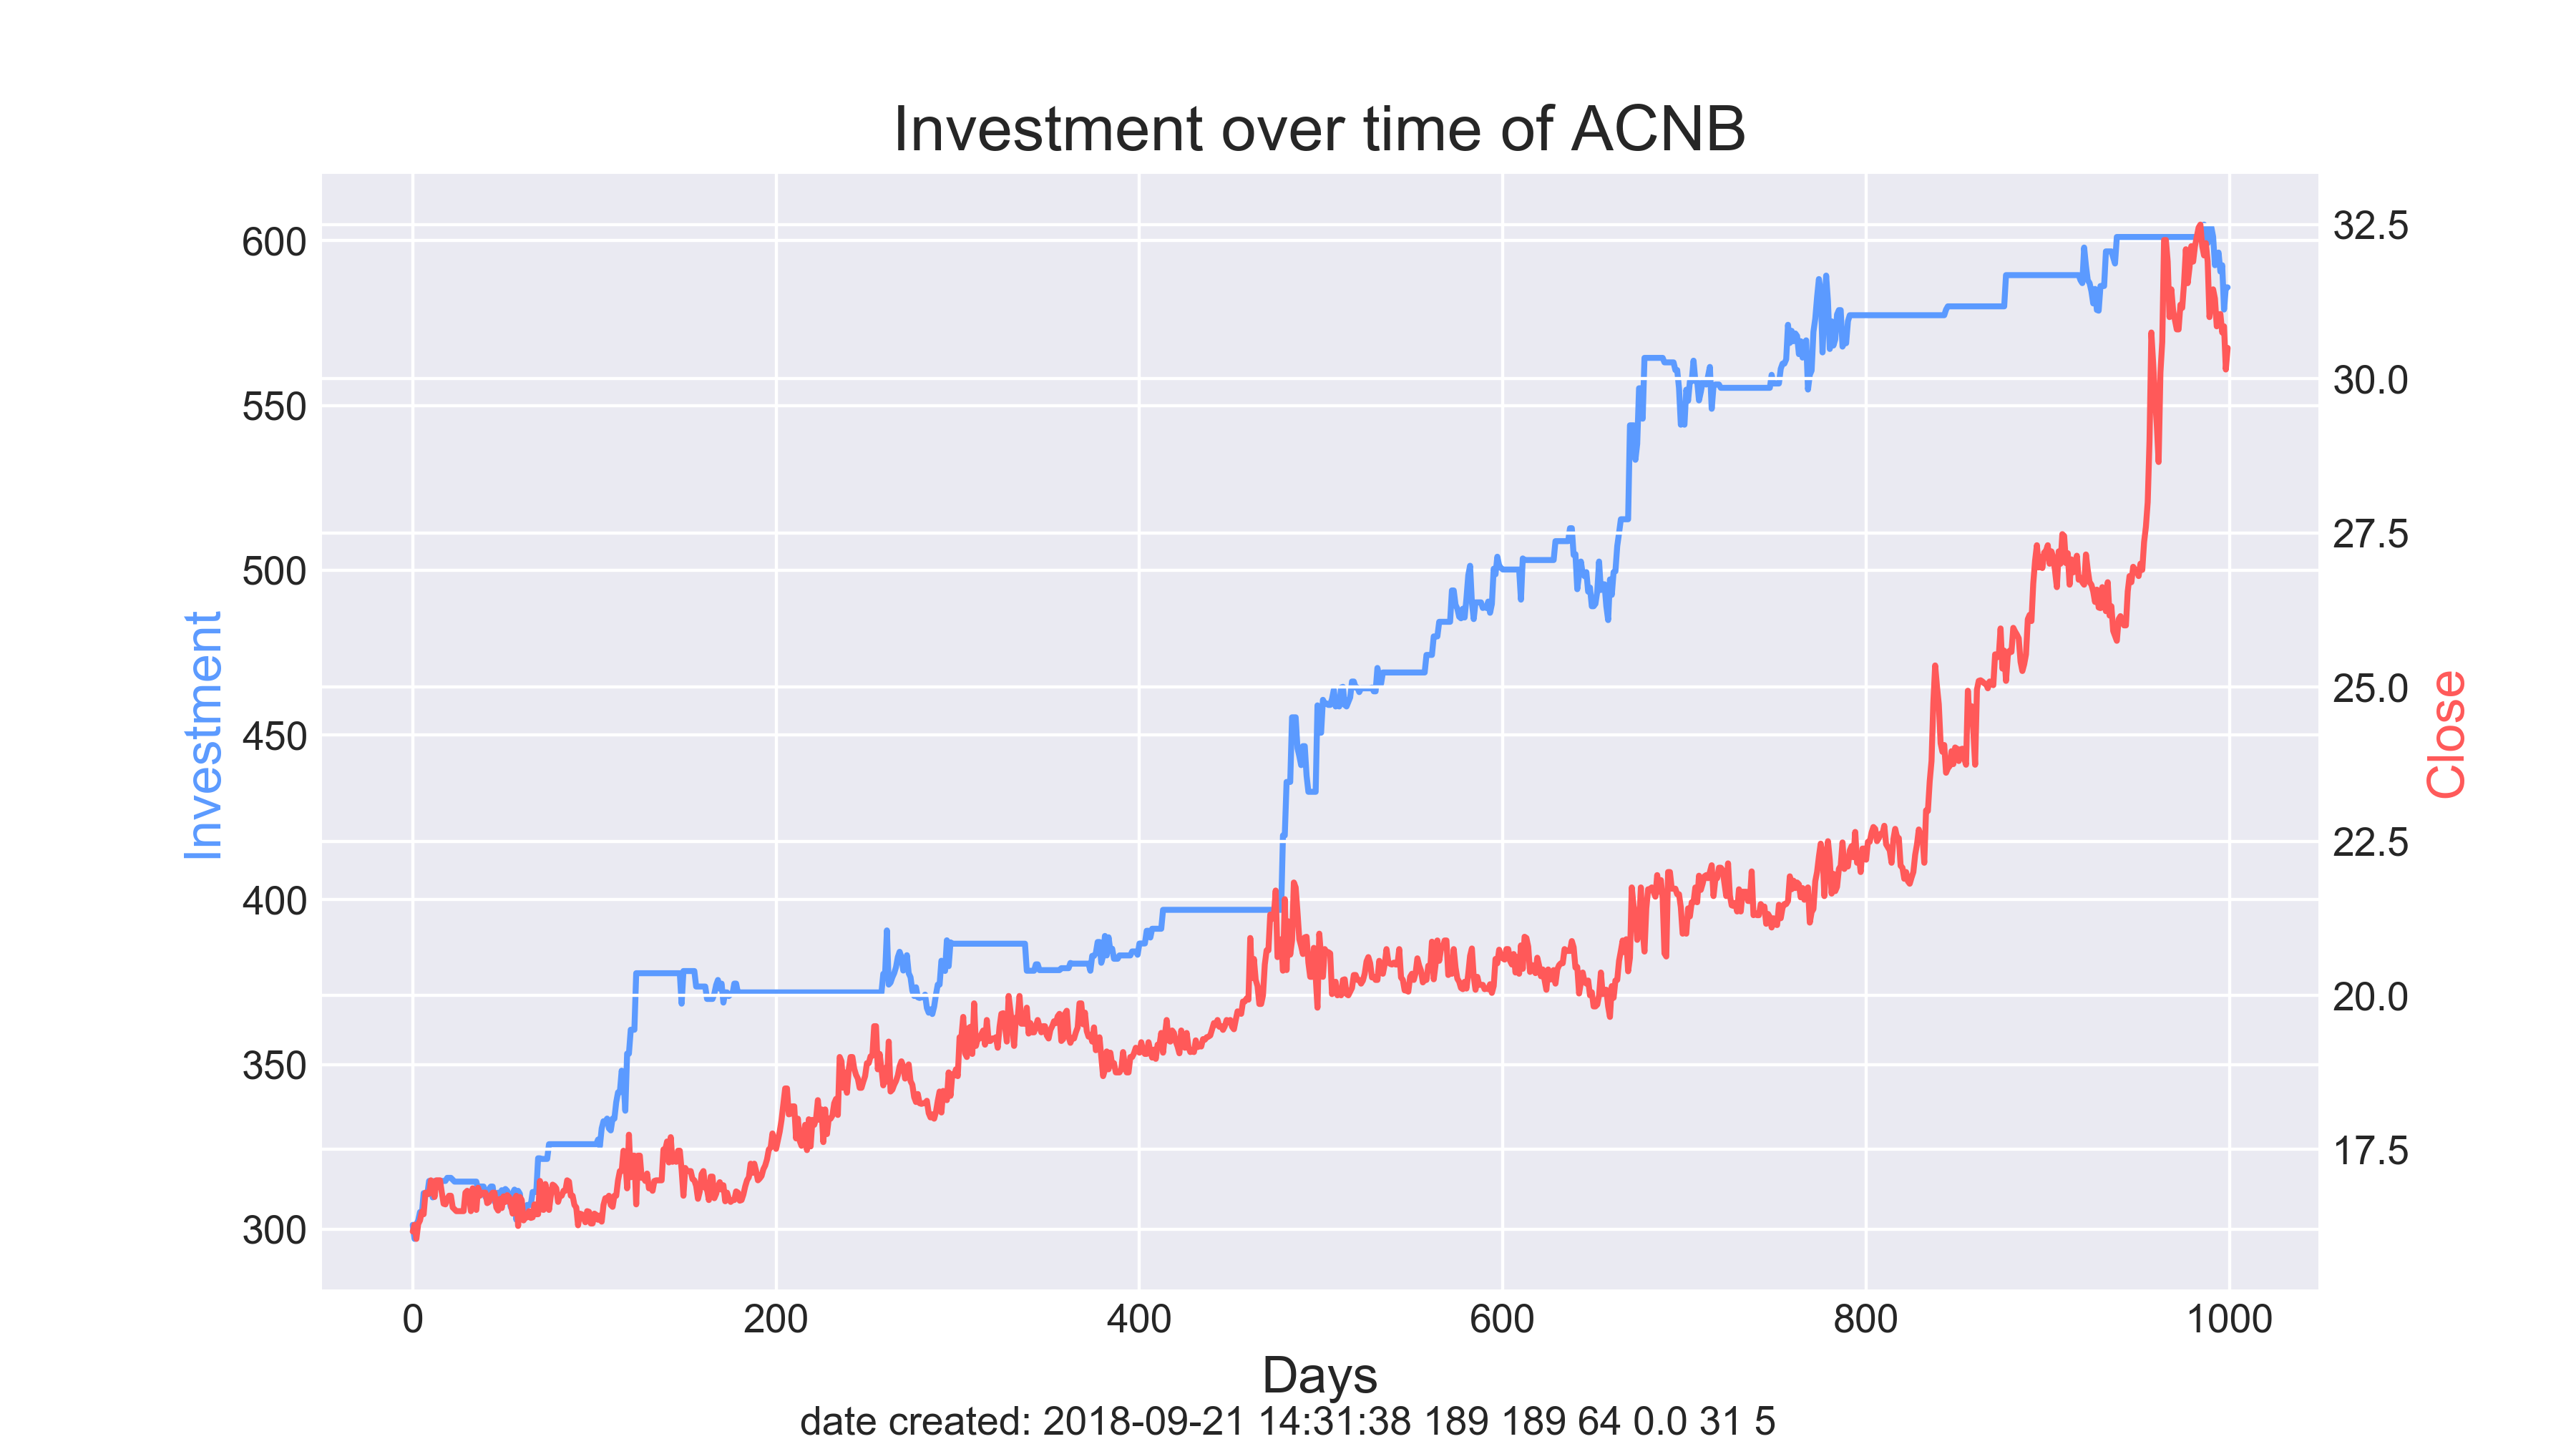 Investment over time of ACNB
600
550
500
450
400
350
300
Investment
32.5
30.0
27.5
25.0
22.5
20.0
17.5
Close
0 200 400 600 800 1000
Days
date created: 2018-09-21 14:31:38 189 189 64 0.0 31 5